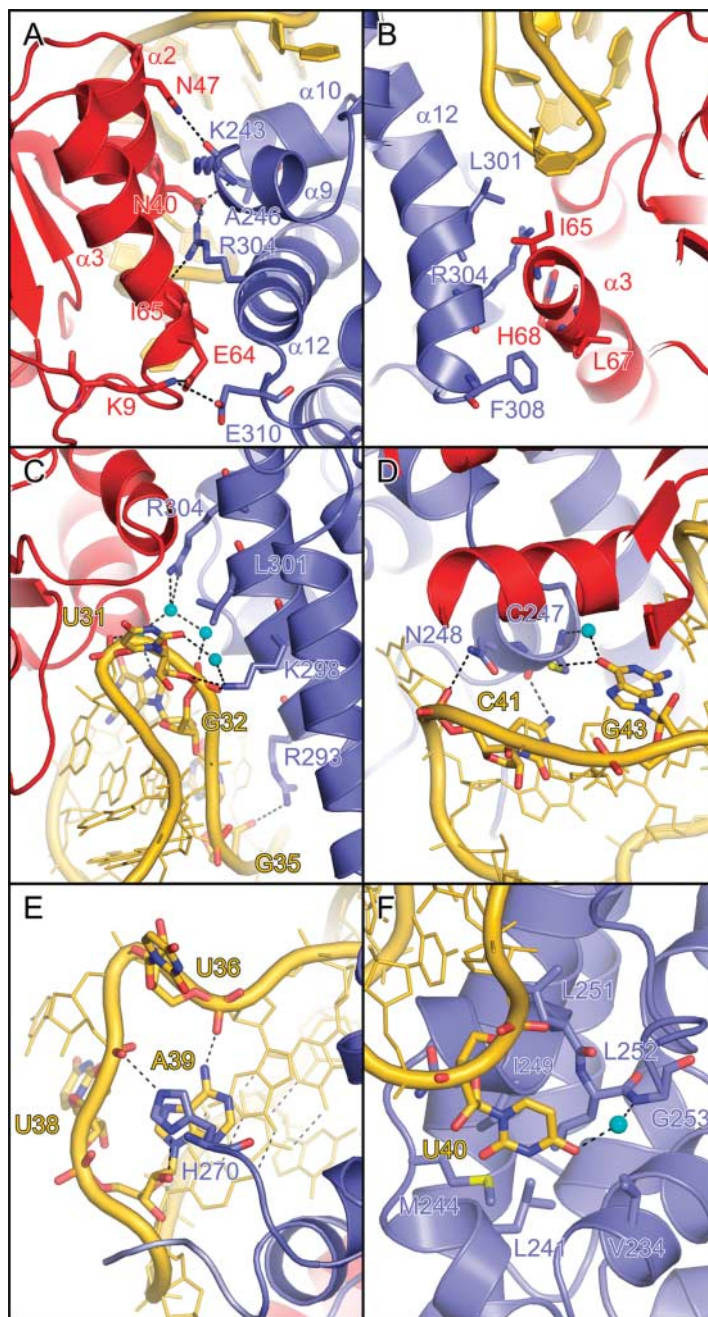 A
α2
N47
α10
K243
α9
N40
A246
α3
R304
I65
E64
α12
K9
E310
B
α12
L301
I65
R304
α3
H68
L67
F308
C
R304
L301
U31
K298
G32
R293
G35
D
C247
N248
C41
G43
E
U36
A39
U38
H270
F
L251
I249
L252
G253
U40
M244
L241
V234